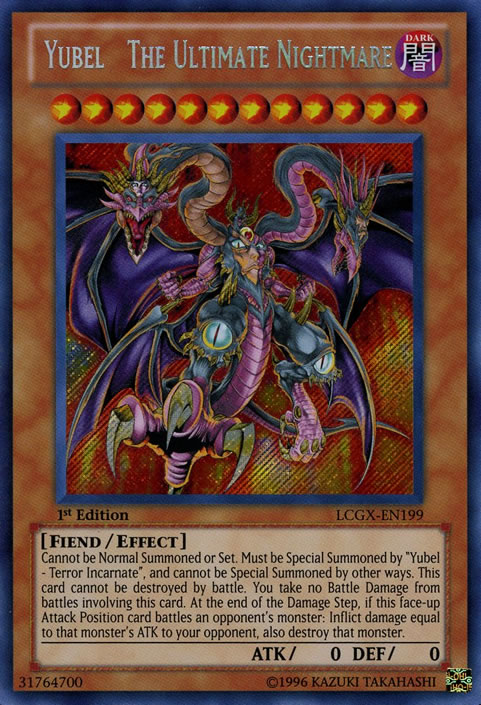 YUBEL THE ULTIMATE NIGHTMARE
DARK
闇
1st Edition
LCGX-EN199
[FIEND / EFFECT]
Cannot be Normal Summoned or Set. Must be Special Summoned by "Yubel
- Terror Incarnate", and cannot be Special Summoned by other ways. This
card cannot be destroyed by battle. You take no Battle Damage from
battles involving this card. At the end of the Damage Step, if this face-up
Attack Position card battles an opponent's monster: Inflict damage equal
to that monster's ATK to your opponent, also destroy that monster.
ATK/ 0 DEF/ 0
31764700
©1996 KAZUKI TAKAHASHI